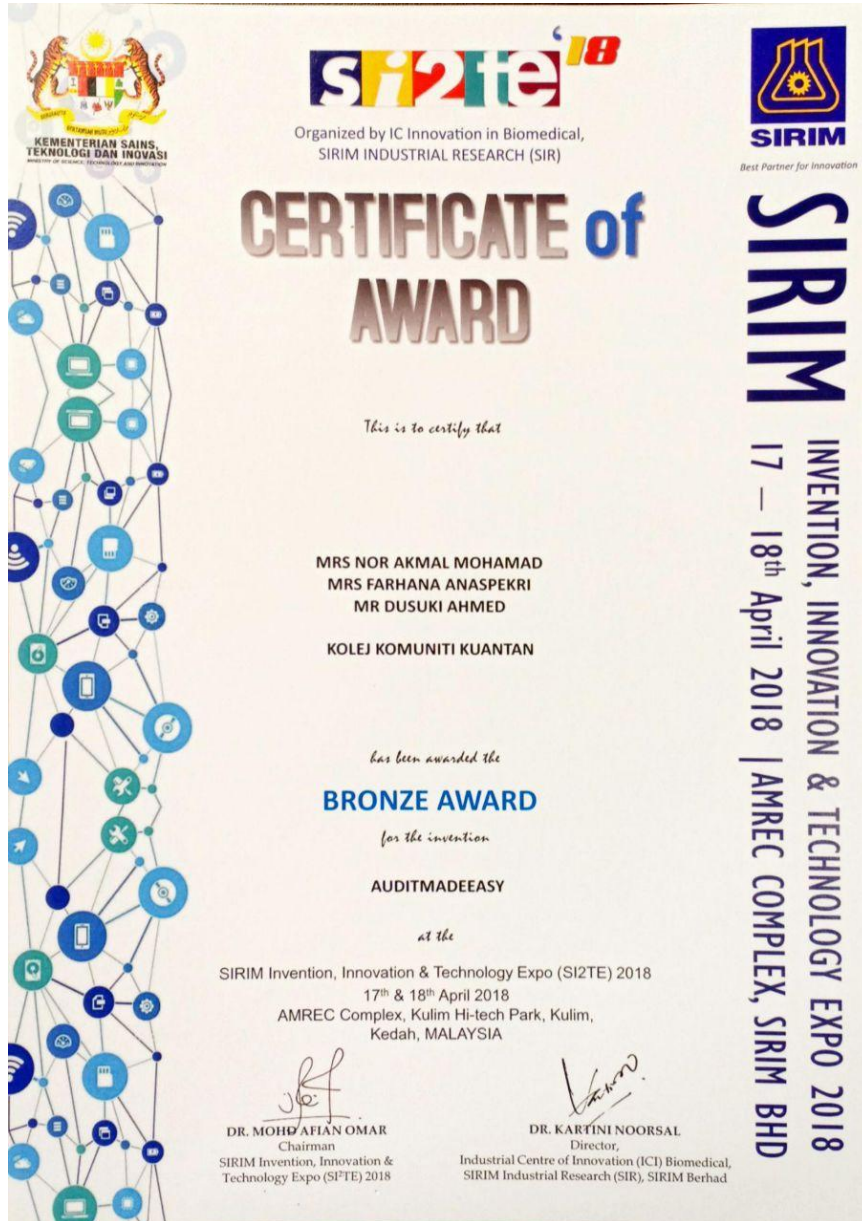 KEMENTERIAN SAINS,
TEKNOLOGI DAN INOVASI
MINISTRY OF SCIENCE, TECHNOLOGY AND INNOVATION
si2te '18
Organized by IC Innovation in Biomedical,
SIRIM INDUSTRIAL RESEARCH (SIR)
SIRIM
Best Partner for Innovation
CERTIFICATE of
AWARD
This is to certify that
MRS NOR AKMAL MOHAMAD
MRS FARHANA ANASPEKRI
MR DUSUKI AHMED
KOLEJ KOMUNITI KUANTAN
has been awarded the
BRONZE AWARD
for the invention
AUDITMADEEASY
at the
SIRIM Invention, Innovation & Technology Expo (SI2TE) 2018
17th & 18th April 2018
AMREC Complex, Kulim Hi-tech Park, Kulim,
Kedah, MALAYSIA
DR. MOHD AFIAN OMAR
Chairman
SIRIM Invention, Innovation &
Technology Expo (SI²TE) 2018
DR. KARTINI NOORSAL
Director,
Industrial Centre of Innovation (ICI) Biomedical,
SIRIM Industrial Research (SIR), SIRIM Berhad
SIRIM
INVENTION, INNOVATION & TECHNOLOGY EXPO 2018
17 – 18th April 2018 | AMREC COMPLEX, SIRIM BHD